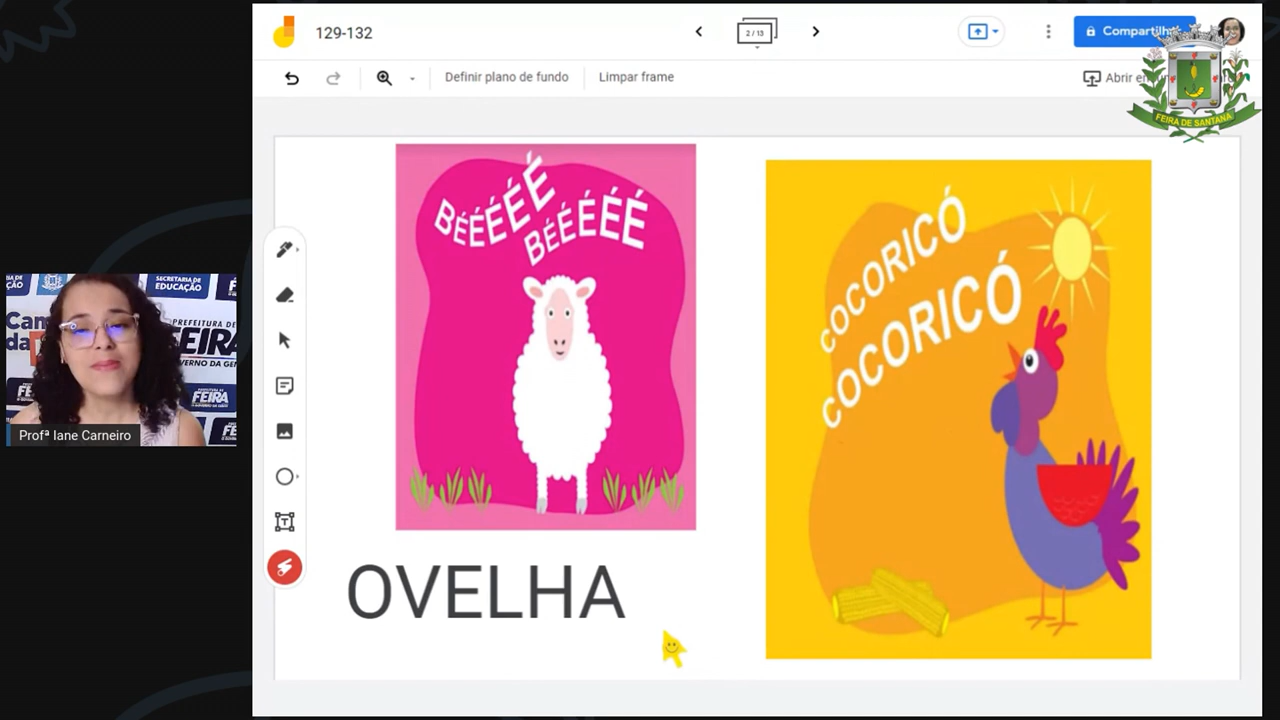 129-132
2 / 13
Compartilh
Definir plano de fundo
Limpar frame
Abrir em
FEIRA DE SANTANA
BÉÉÉÉÉ
BÉÉÉÉÉ
COCORICÓ
COCORICÓ
OVELHA
SECRETARIA DE
EDUCAÇÃO
PREFEITURA DE
FEIRA
Profª Iane Carneiro